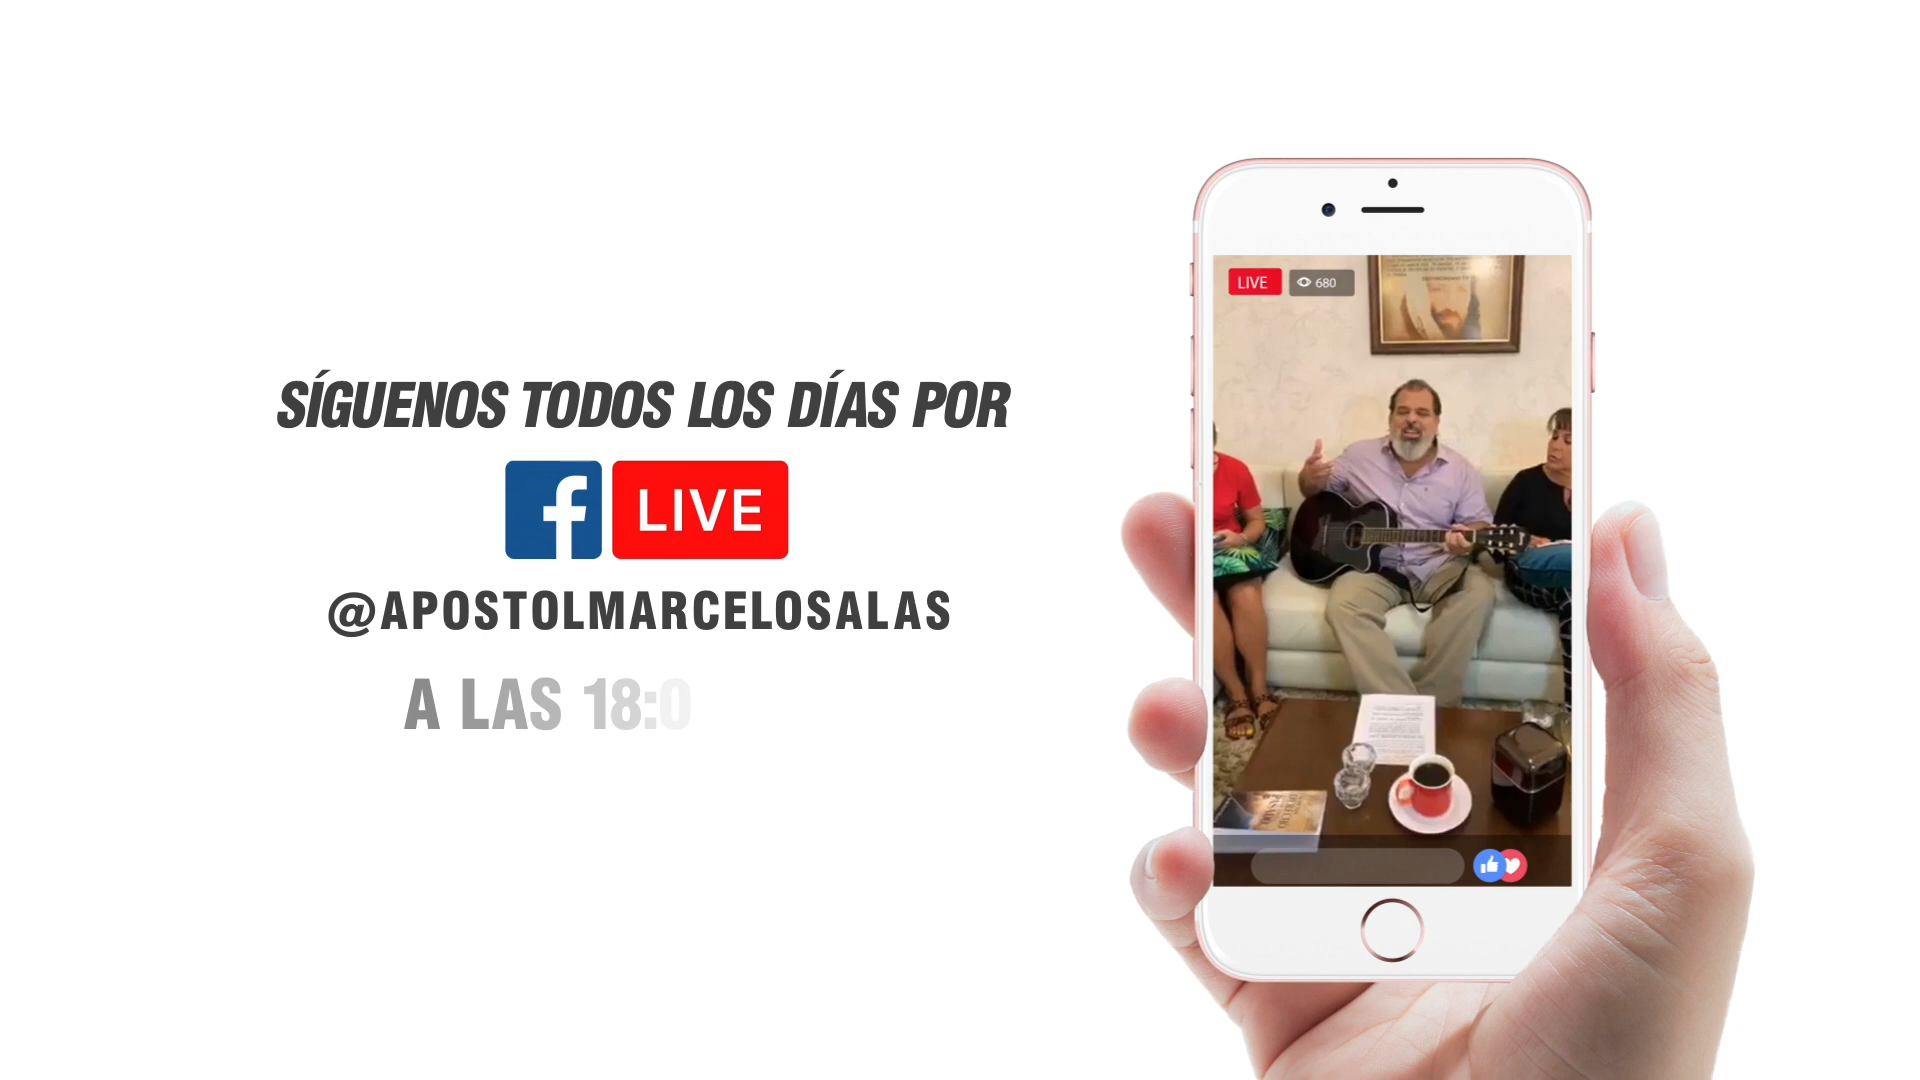 SÍGUENOS TODOS LOS DÍAS POR
f LIVE
@APOSTOLMARCELOSALAS
A LAS 18:0
LIVE 680